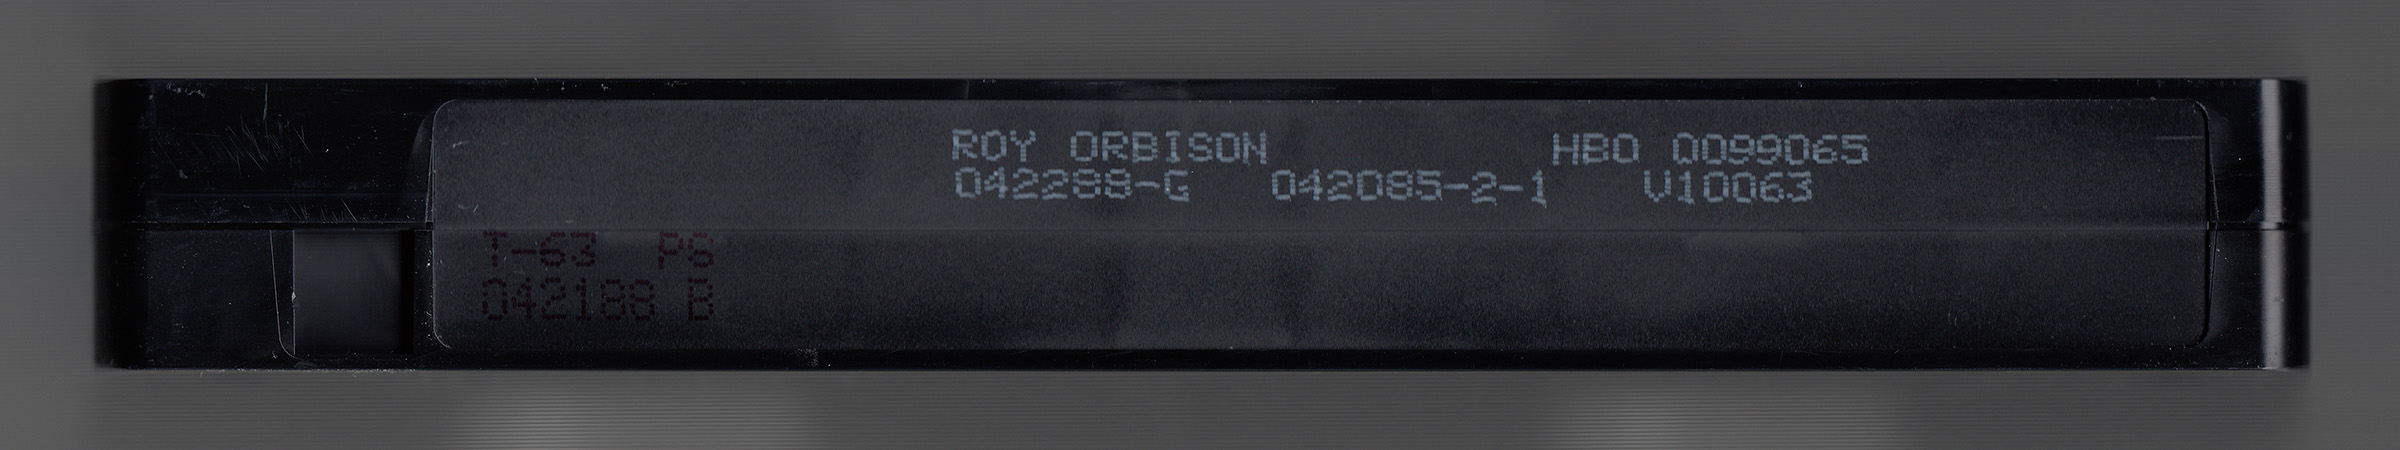 ROY ORBISON HBO Q099065
042288-G 042085-2-1 V10063
T-63 PS
042188 B